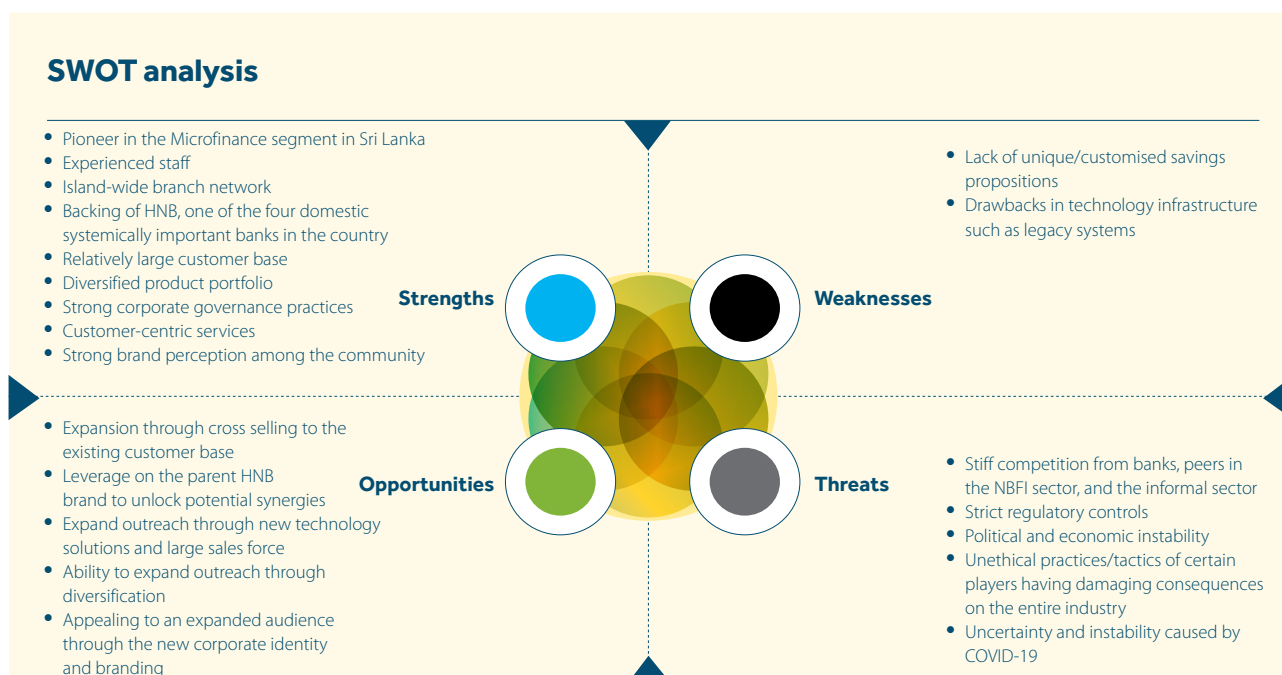 SWOT analysis
• Pioneer in the Microfinance segment in Sri Lanka
• Experienced staff
• Island-wide branch network
• Backing of HNB, one of the four domestic
systemically important banks in the country
• Relatively large customer base
• Diversified product portfolio
• Strong corporate governance practices
• Customer-centric services
• Strong brand perception among the community
Strengths
• Lack of unique/customised savings
propositions
• Drawbacks in technology infrastructure
such as legacy systems
Weaknesses
• Expansion through cross selling to the
existing customer base
• Leverage on the parent HNB
brand to unlock potential synergies
• Expand outreach through new technology
solutions and large sales force
• Ability to expand outreach through
diversification
• Appealing to an expanded audience
through the new corporate identity
and branding
Opportunities
• Stiff competition from banks, peers in
the NBFI sector, and the informal sector
• Strict regulatory controls
• Political and economic instability
• Unethical practices/tactics of certain
players having damaging consequences
on the entire industry
• Uncertainty and instability caused by
COVID-19
Threats